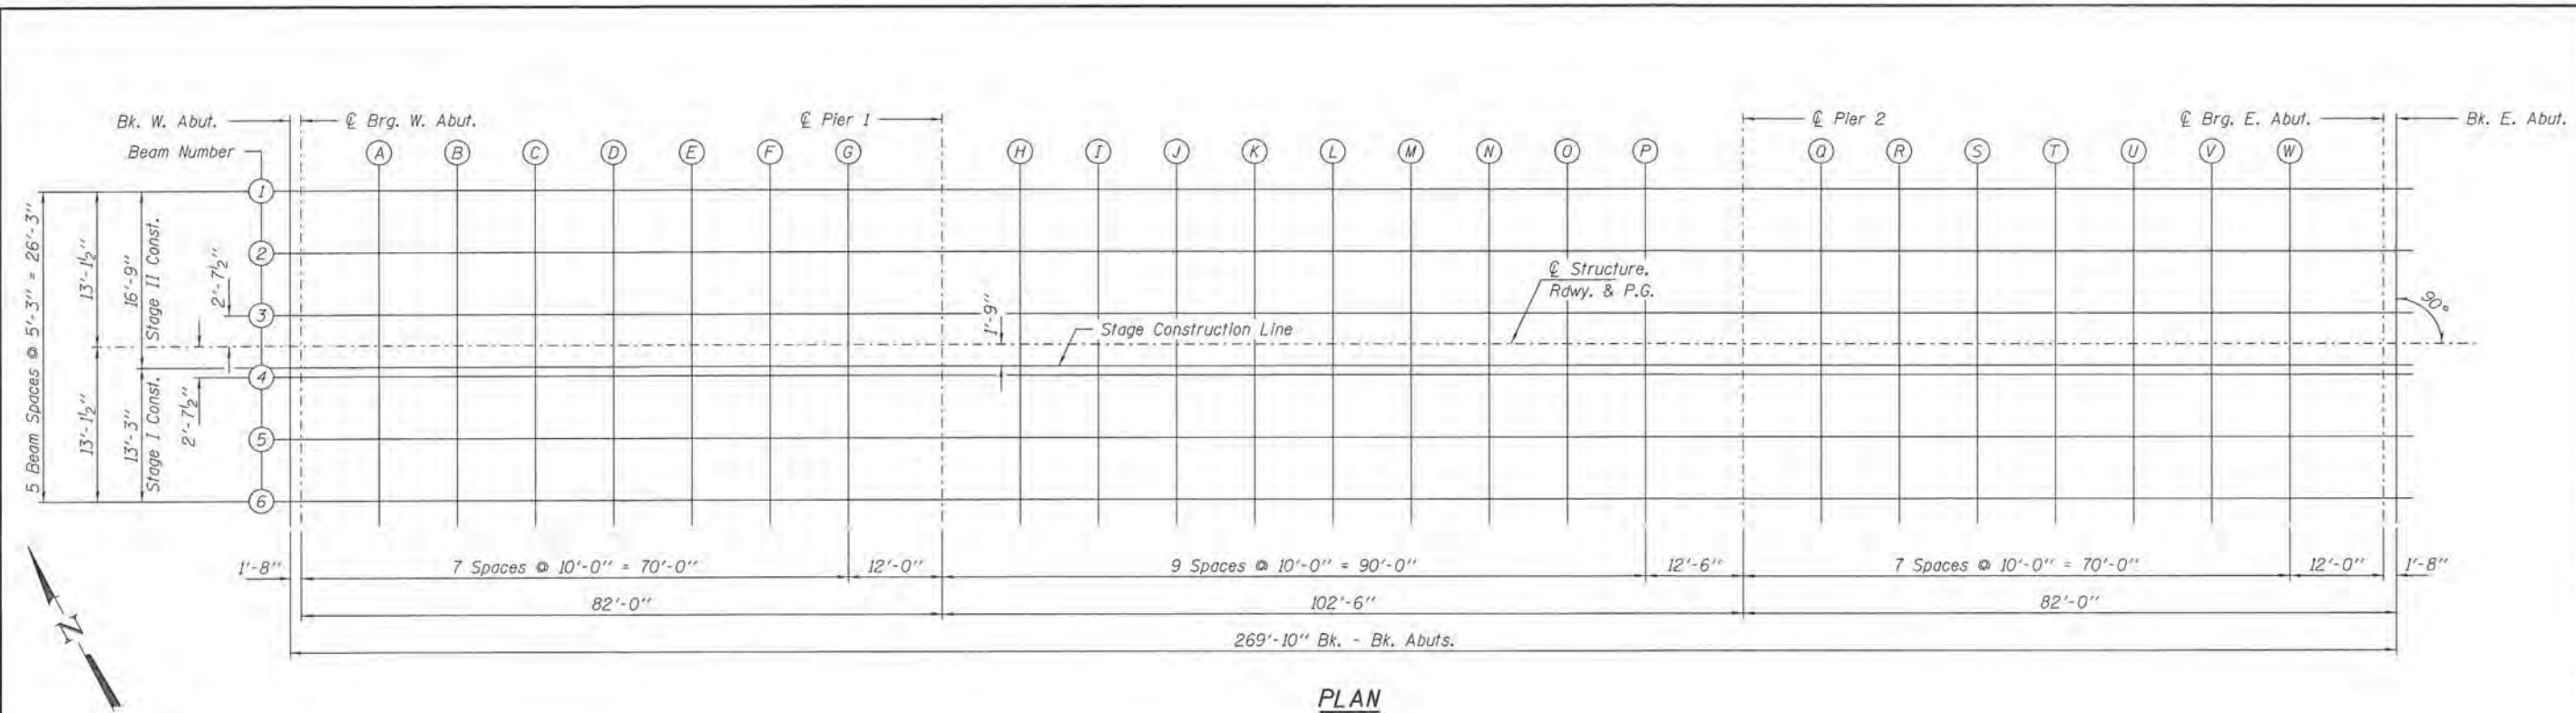 Bk. W. Abut.
℄ Brg. W. Abut.
℄ Pier 1
℄ Pier 2
℄ Brg. E. Abut.
Bk. E. Abut.
Beam Number
A B C D E F G H I J K L M N O P Q R S T U V W
1
2
3
4
5
6
5 Beam Spaces @ 5'-3" = 26'-3"
13'-1½"
13'-1½"
16'-9"
Stage II Const.
13'-3"
Stage I Const.
2'-7½"
2'-7½"
1'-9"
Stage Construction Line
℄ Structure,
Rdwy. & P.G.
90°
1'-8"
7 Spaces @ 10'-0" = 70'-0"
12'-0"
9 Spaces @ 10'-0" = 90'-0"
12'-6"
7 Spaces @ 10'-0" = 70'-0"
12'-0"
1'-8"
82'-0"
102'-6"
82'-0"
269'-10" Bk. - Bk. Abuts.
N
PLAN